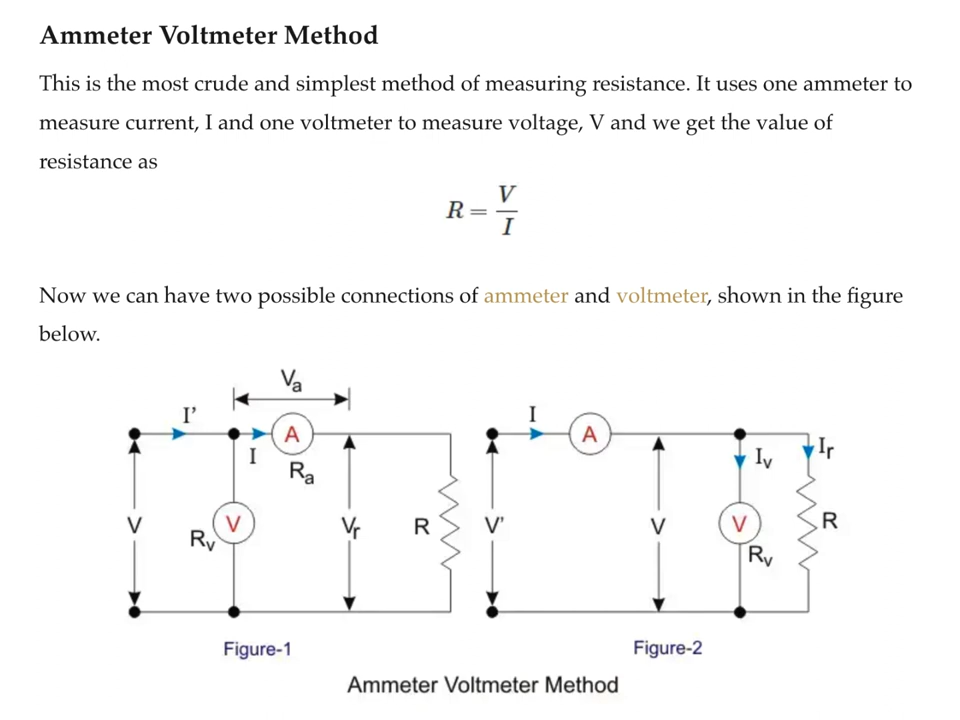 Ammeter Voltmeter Method
This is the most crude and simplest method of measuring resistance. It uses one ammeter to
measure current, I and one voltmeter to measure voltage, V and we get the value of
resistance as
R = V/I
Now we can have two possible connections of ammeter and voltmeter, shown in the figure
below.
Va
I' I A Ra
V Rv V Vr R
Figure-1
I A Iv Ir
V' V V Rv R
Figure-2
Ammeter Voltmeter Method